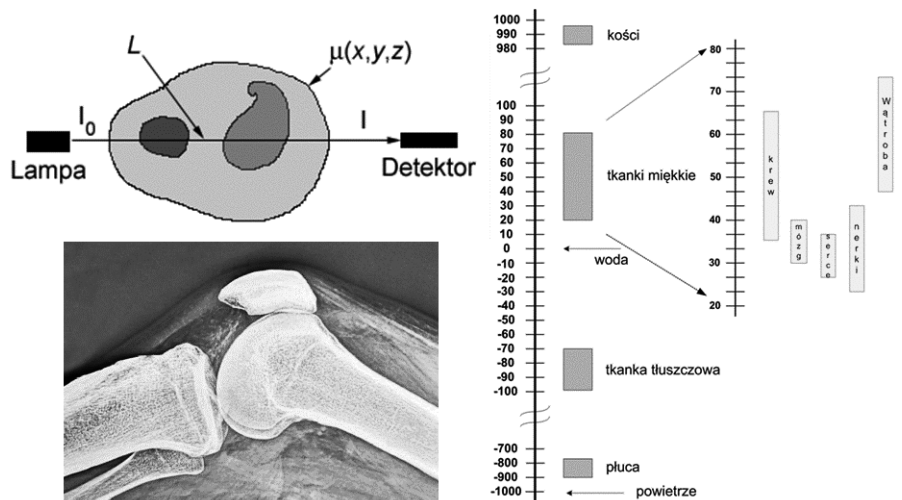 L
μ(x,y,z)
I₀
I
Lampa
Detektor
1000
990
980
kości
100
90
80
70
60
50
40
30
20
10
0
-10
-20
-30
-40
-50
-60
-70
-80
-90
-100
-700
-800
-900
-1000
tkanki miękkie
woda
tkanka tłuszczowa
płuca
powietrze
80
70
60
50
40
30
20
krew
mózg
serce
nerki
Wątroba